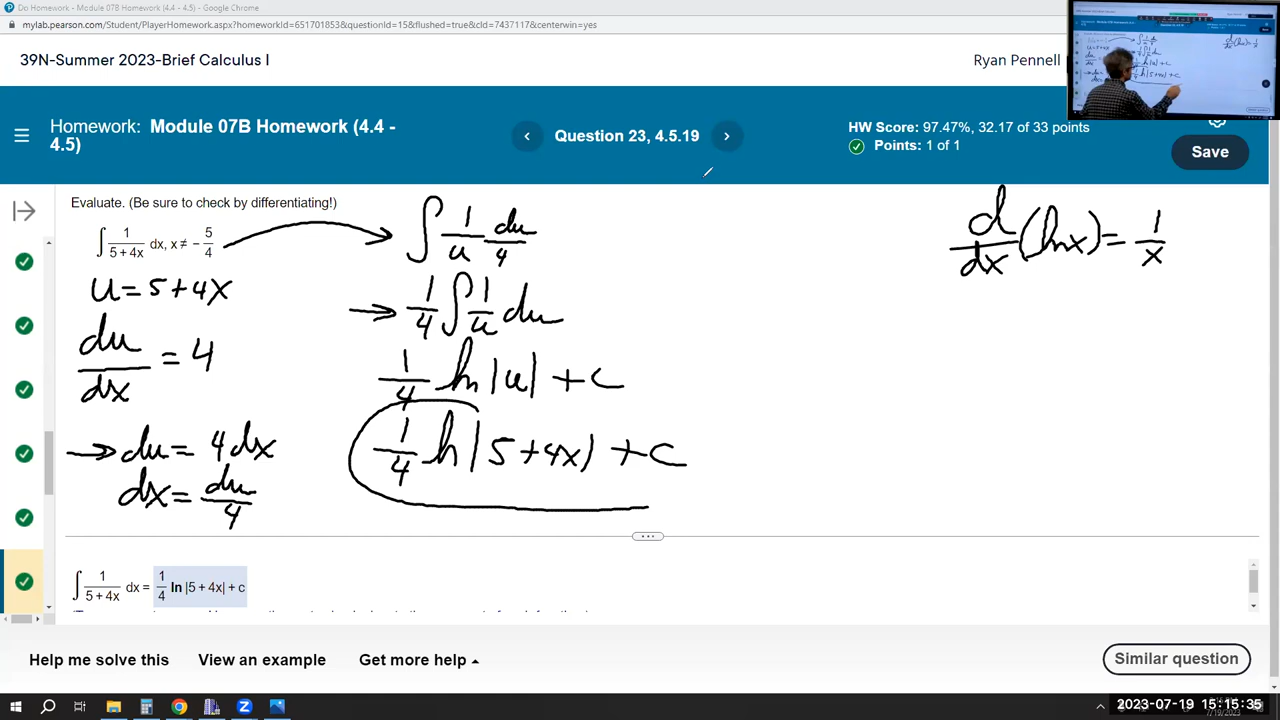 Do Homework - Module 07B Homework (4.4 - 4.5) - Google Chrome
mylab.pearson.com/Student/PlayerHomework.aspx?homeworkId=651701853&questionId=15&flushed=true&cId=7437117&centerwin=yes
39N-Summer 2023-Brief Calculus I
Ryan Pennell
Homework: Module 07B Homework (4.4 - 4.5)
Question 23, 4.5.19
HW Score: 97.47%, 32.17 of 33 points
Points: 1 of 1
Save
Evaluate. (Be sure to check by differentiating!)
∫ 1/(5 + 4x) dx, x ≠ − 5/4
u = 5 + 4x
du/dx = 4
→ du = 4dx
dx = du/4
∫ 1/u du/4
→ 1/4 ∫ 1/u du
1/4 ln |u| + c
1/4 ln |5 + 4x| + c
d/dx (ln x) = 1/x
∫ 1/(5 + 4x) dx = 1/4 ln |5 + 4x| + c
Help me solve this
View an example
Get more help
Similar question
2023-07-19 15:15:35